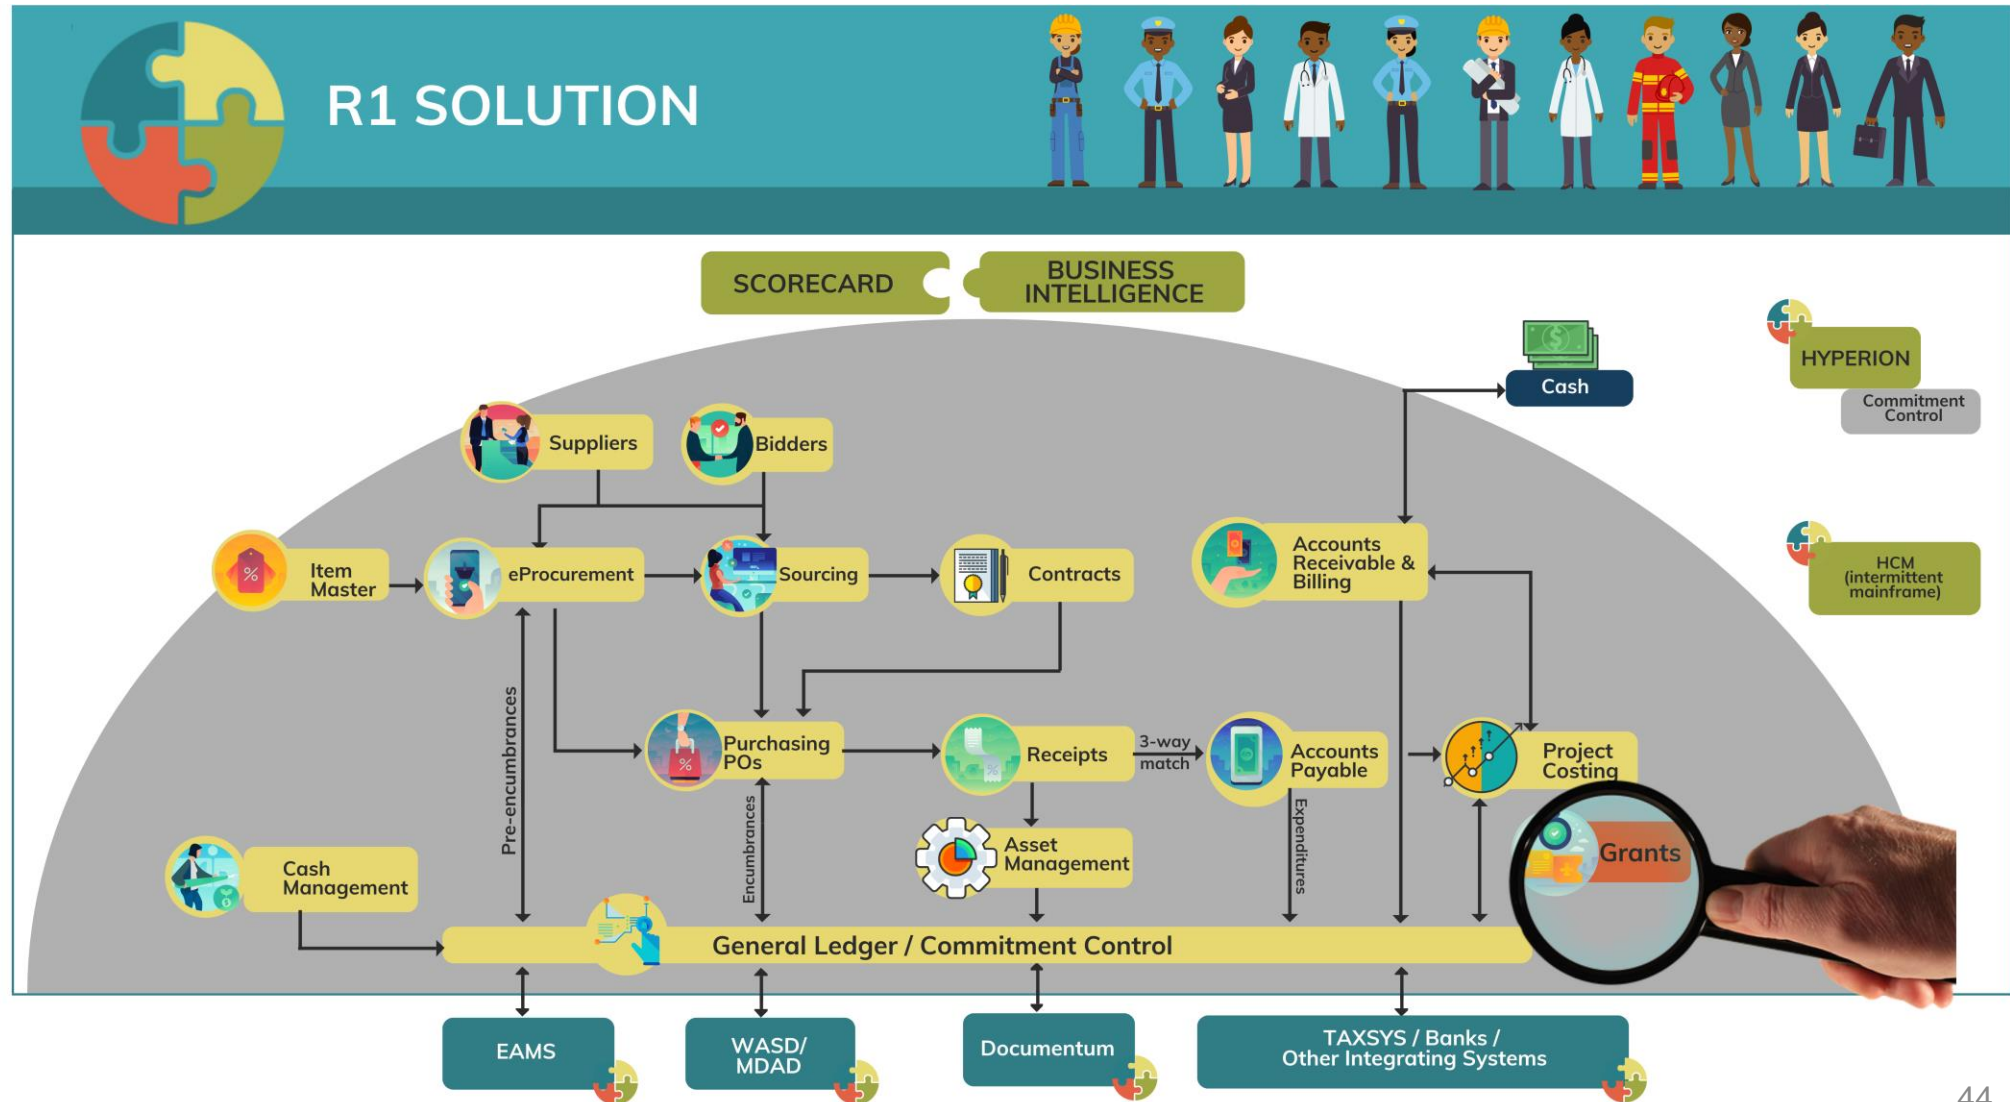 R1 SOLUTION
SCORECARD
BUSINESS
INTELLIGENCE
Cash
HYPERION
Commitment
Control
Suppliers
Bidders
Item
Master
eProcurement
Sourcing
Contracts
Accounts
Receivable &
Billing
HCM
(intermittent
mainframe)
Pre-encumbrances
Purchasing
POs
Receipts
3-way
match
Accounts
Payable
Project
Costing
Encumbrances
Expenditures
Cash
Management
Asset
Management
Grants
General Ledger / Commitment Control
EAMS
WASD/
MDAD
Documentum
TAXSYS / Banks /
Other Integrating Systems
44